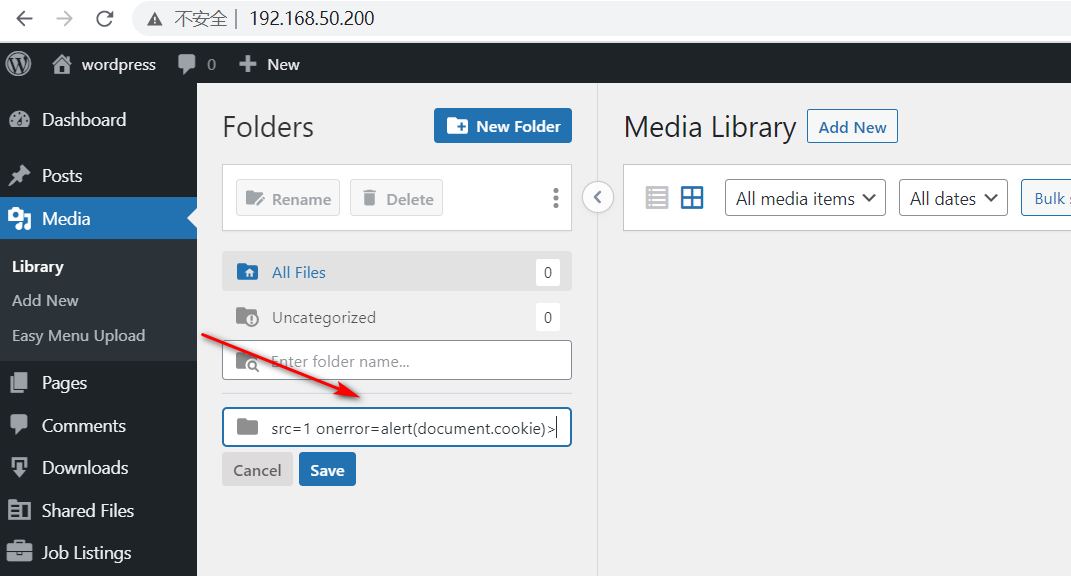 不安全 | 192.168.50.200
wordpress 0 New
Dashboard
Posts
Media
Library
Add New
Easy Menu Upload
Pages
Comments
Downloads
Shared Files
Job Listings
Folders New Folder
Rename Delete
All Files 0
Uncategorized 0
Enter folder name...
src=1 onerror=alert(document.cookie)>
Cancel Save
Media Library Add New
All media items All dates Bulk